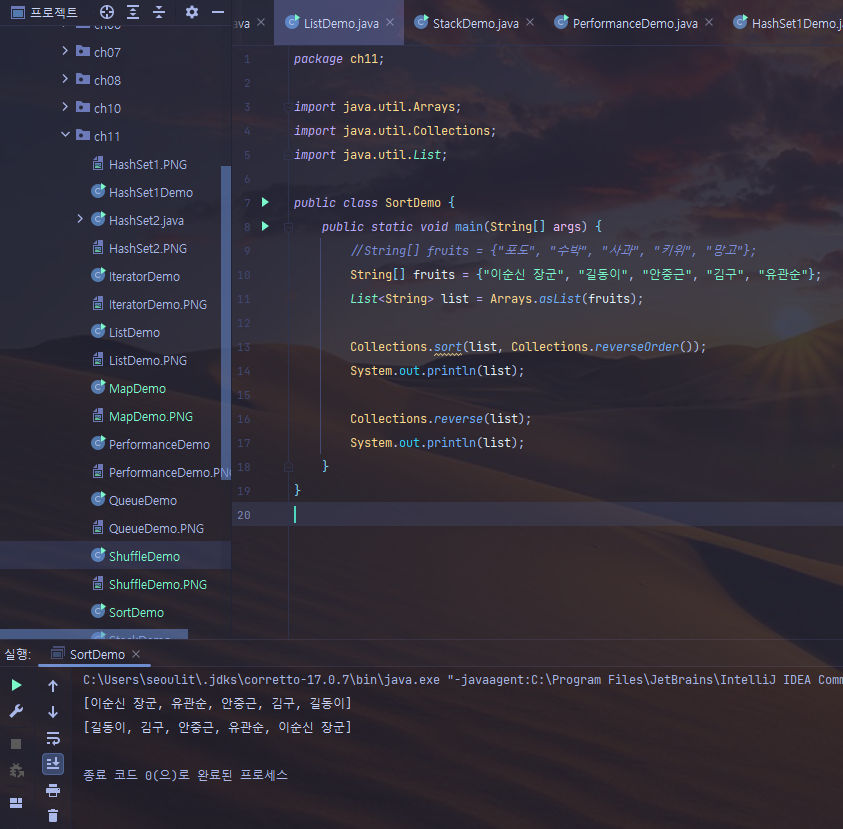 프로젝트
ava
ListDemo.java
StackDemo.java
PerformanceDemo.java
HashSet1Demo.j
ch07
ch08
ch10
ch11
HashSet1.PNG
HashSet1Demo
HashSet2.java
HashSet2.PNG
IteratorDemo
IteratorDemo.PNG
ListDemo
ListDemo.PNG
MapDemo
MapDemo.PNG
PerformanceDemo
PerformanceDemo.PN
QueueDemo
QueueDemo.PNG
ShuffleDemo
ShuffleDemo.PNG
SortDemo
StackDemo
1 package ch11;
2
3 import java.util.Arrays;
4 import java.util.Collections;
5 import java.util.List;
6
7 public class SortDemo {
8 public static void main(String[] args) {
9 //String[] fruits = {"포도", "수박", "사과", "키위", "망고"};
10 String[] fruits = {"이순신 장군", "길동이", "안중근", "김구", "유관순"};
11 List<String> list = Arrays.asList(fruits);
12
13 Collections.sort(list, Collections.reverseOrder());
14 System.out.println(list);
15
16 Collections.reverse(list);
17 System.out.println(list);
18 }
19 }
20
실행:
SortDemo
C:\Users\seoulit\.jdks\corretto-17.0.7\bin\java.exe "-javaagent:C:\Program Files\JetBrains\IntelliJ IDEA Comm
[이순신 장군, 유관순, 안중근, 김구, 길동이]
[길동이, 김구, 안중근, 유관순, 이순신 장군]
종료 코드 0(으)로 완료된 프로세스